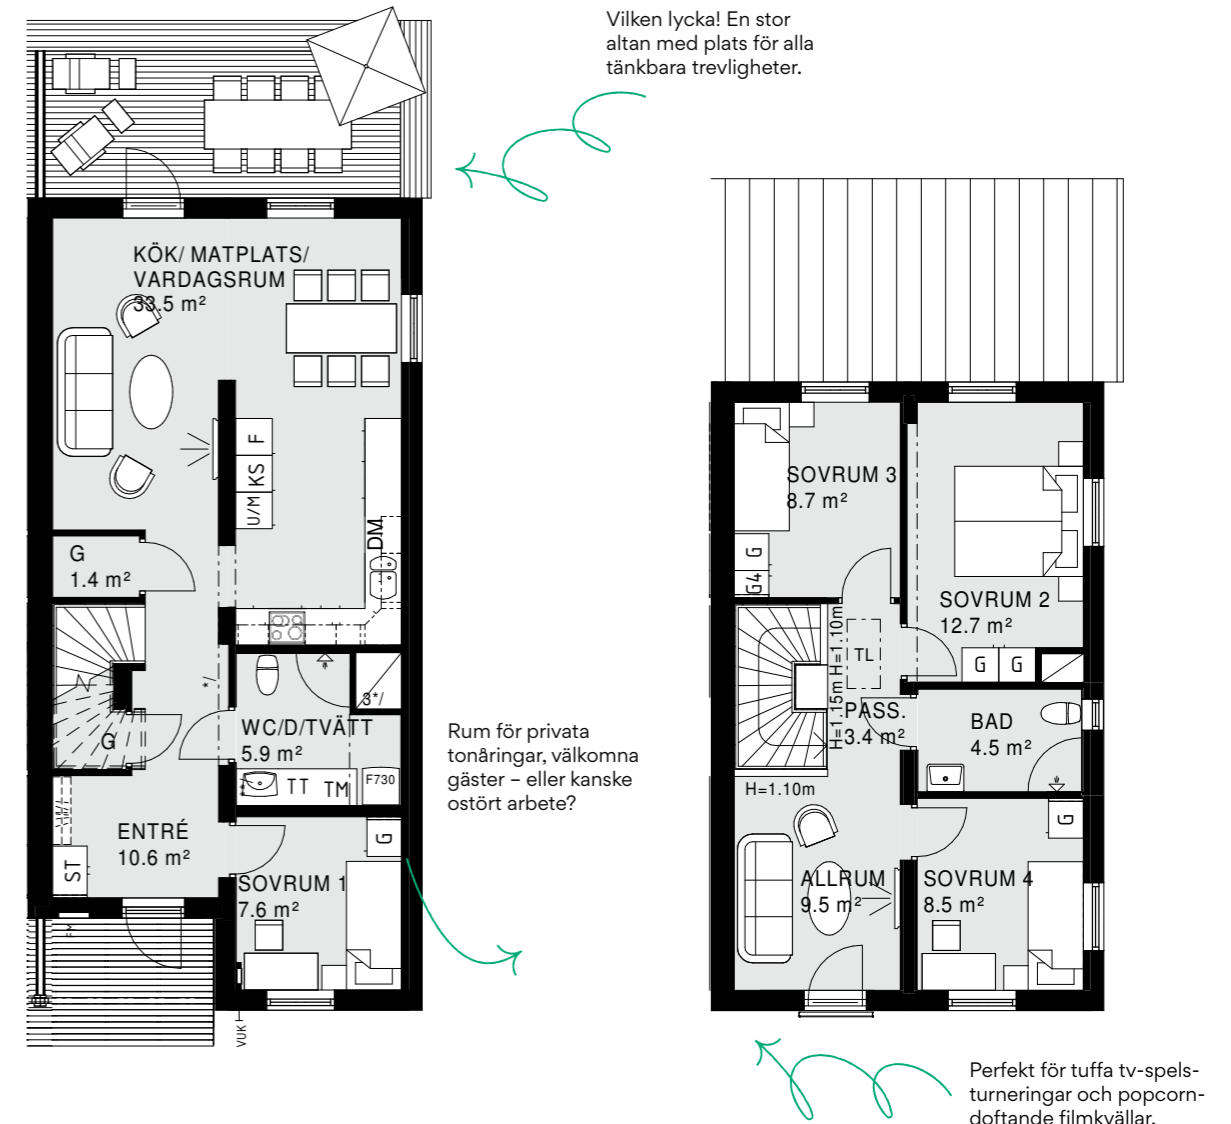 Vilken lycka! En stor
altan med plats för alla
tänkbara trevligheter.
KÖK/ MATPLATS/
VARDAGSRUM
33.5 m²
F
KS
U/M
DM
G
1.4 m²
G
*/
3*/
WC/D/TVÄTT
5.9 m²
TT
TM
F730
ENTRÉ
10.6 m²
ST
G
SOVRUM 1
7.6 m²
FM
VUK
Rum för privata
tonåringar, välkomna
gäster – eller kanske
ostört arbete?
SOVRUM 3
8.7 m²
G
G4
SOVRUM 2
12.7 m²
G
G
H=1.10m
H=1.15m
TL
PASS.
3.4 m²
BAD
4.5 m²
H=1.10m
ALLRUM
9.5 m²
G
SOVRUM 4
8.5 m²
Perfekt för tuffa tv-spels-
turneringar och popcorn-
doftande filmkvällar.